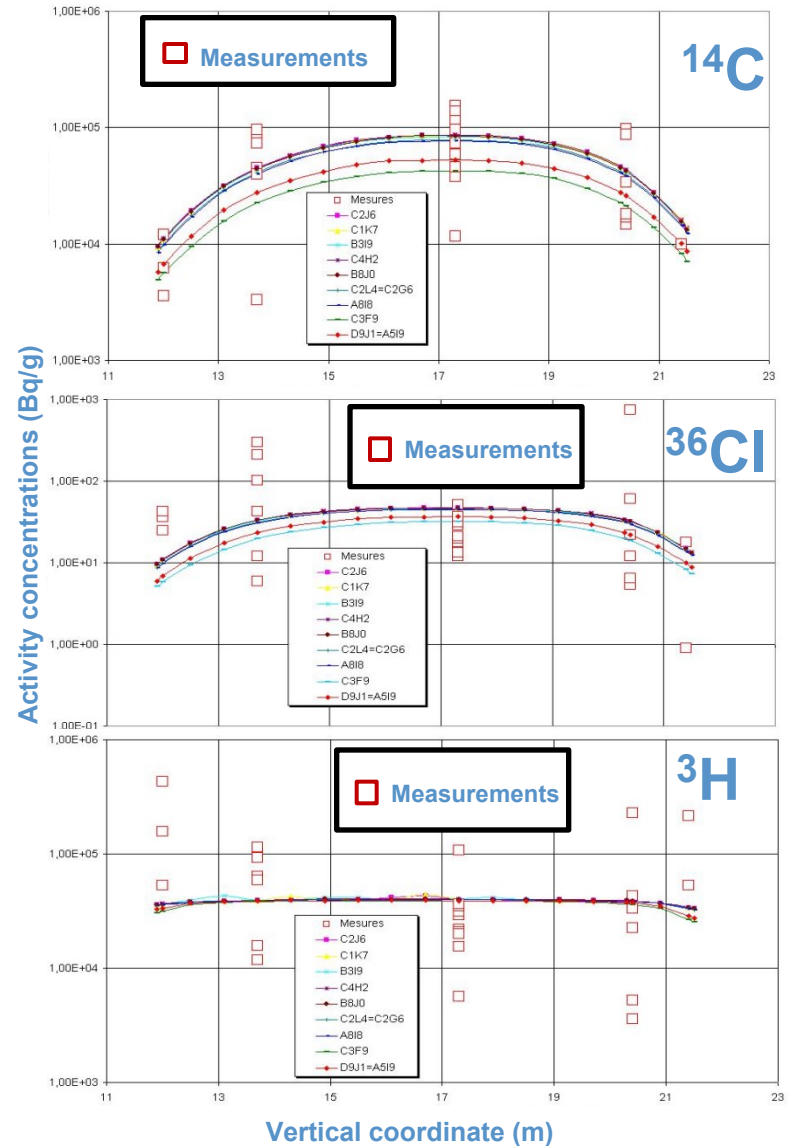 Activity concentrations (Bq/g)
1,00E+06
1,00E+05
1,00E+04
1,00E+03
Measurements
14C
Mesures
C2J6
C1K7
B3I9
C4H2
B8J0
C2L4=C2G6
A8I8
C3F9
D9J1=A5I9
11 13 15 17 19 21 23
1,00E+03
1,00E+02
1,00E+01
1,00E+00
1.00E-01
Measurements
36Cl
Mesures
C2J6
C1K7
B3I9
C4H2
B8J0
C2L4=C2G6
A8I8
C3F9
D9J1=A5I9
1,00E+06
1,00E+05
1,00E+04
1,00E+03
Measurements
3H
Mesures
C2J6
C1K7
B3I9
C4H2
B8J0
C2L4=C2G6
A8I8
C3F9
D9J1=A5I9
11 13 15 17 19 21 23
Vertical coordinate (m)